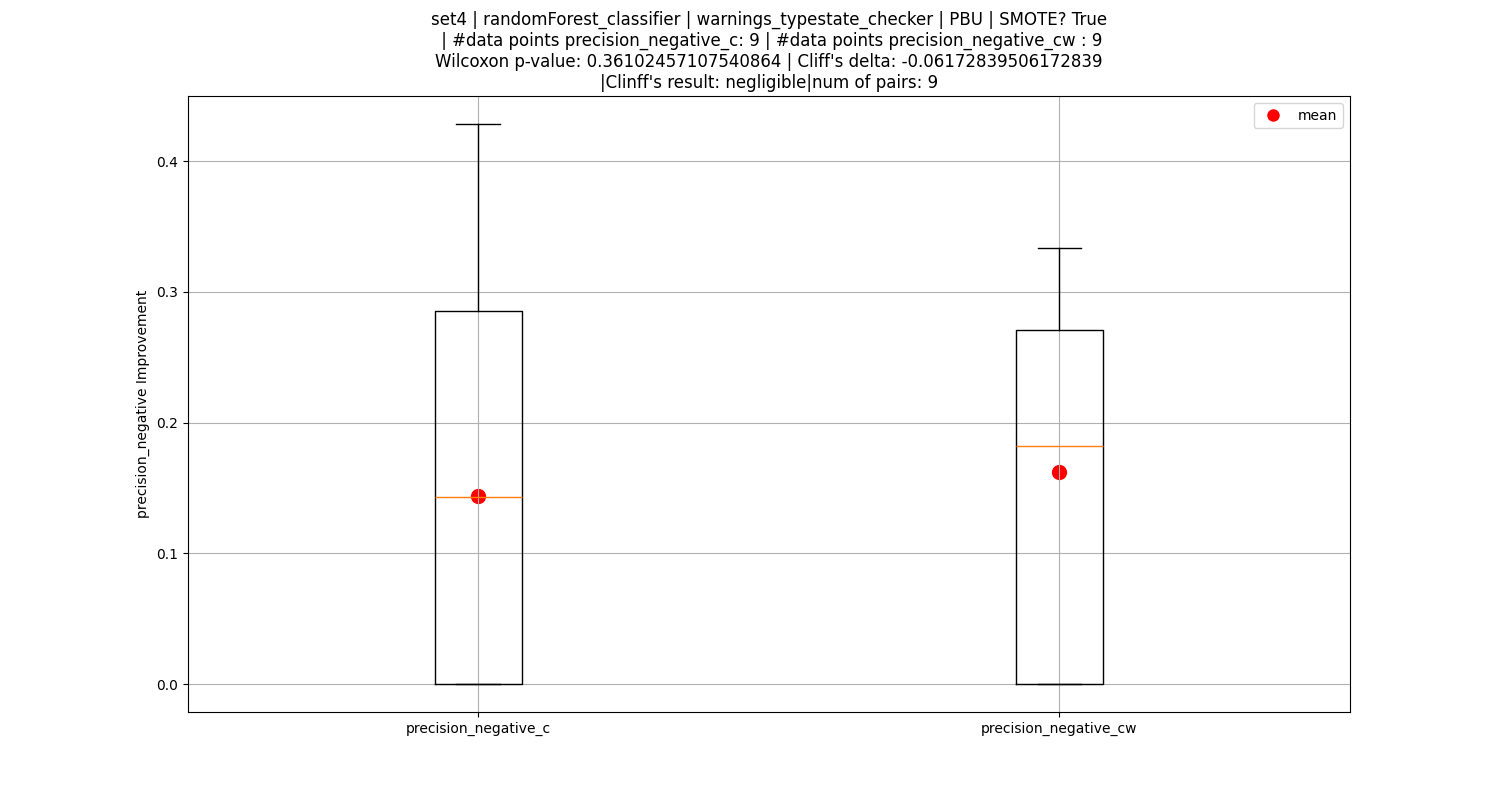 set4 | randomForest_classifier | warnings_typestate_checker | PBU | SMOTE? True
| #data points precision_negative_c: 9 | #data points precision_negative_cw : 9
Wilcoxon p-value: 0.36102457107540864 | Cliff's delta: -0.06172839506172839
|Clinff's result: negligible|num of pairs: 9
mean
precision_negative Improvement
0.4
0.3
0.2
0.1
0.0
precision_negative_c
precision_negative_cw